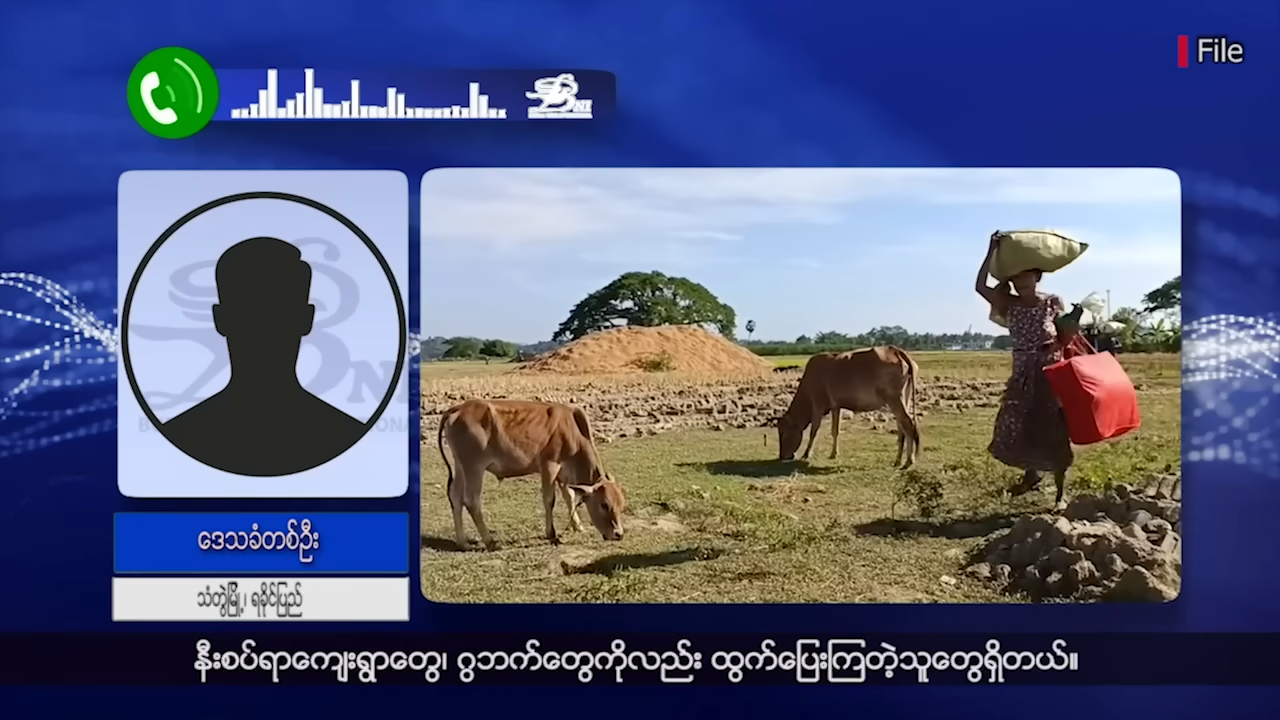 File
BNI
ဒေသခံတစ်ဦး
သံတွဲမြို့၊ ရခိုင်ပြည်
နီးစပ်ရာကျေးရွာတွေ၊ ဂွဘက်တွေကိုလည်း ထွက်ပြေးကြတဲ့သူတွေရှိတယ်။